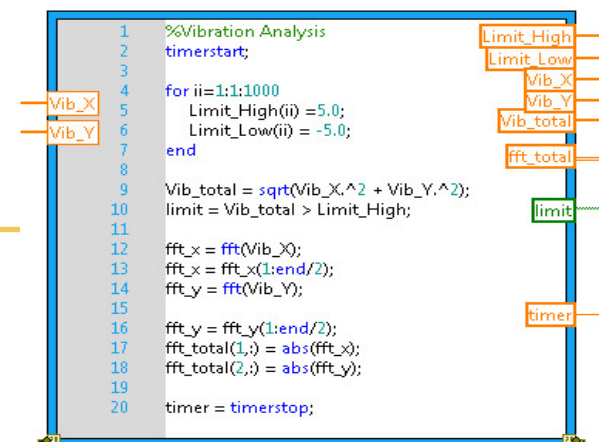 1 %Vibration Analysis
2 timerstart;
3
4 for ii=1:1:1000
5 Limit_High(ii) =5.0;
6 Limit_Low(ii) = -5.0;
7 end
8
9 Vib_total = sqrt(Vib_X.^2 + Vib_Y.^2);
10 limit = Vib_total > Limit_High;
11
12 fft_x = fft(Vib_X);
13 fft_x = fft_x(1:end/2);
14 fft_y = fft(Vib_Y);
15
16 fft_y = fft_y(1:end/2);
17 fft_total(1,:) = abs(fft_x);
18 fft_total(2,:) = abs(fft_y);
19
20 timer = timerstop;
Vib_X
Vib_Y
Limit_High
Limit_Low
Vib_X
Vib_Y
Vib_total
fft_total
limit
timer